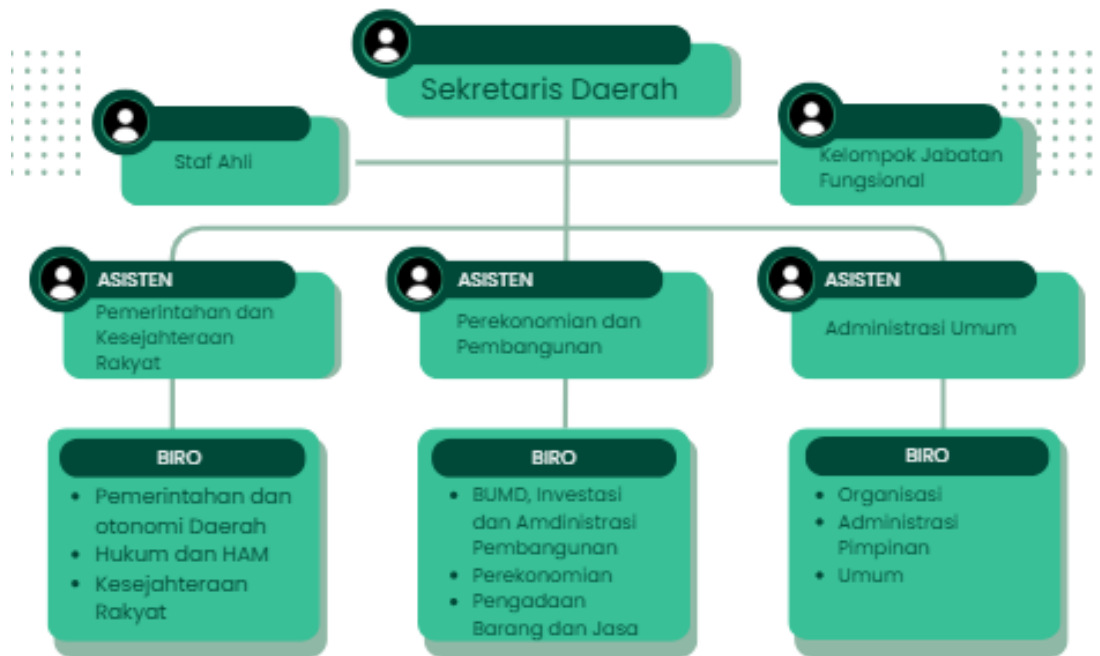 Sekretaris Daerah
Staf Ahli
Kelompok Jabatan
Fungsional
ASISTEN
Pemerintahan dan
Kesejahteraan
Rakyat
ASISTEN
Perekonomian dan
Pembangunan
ASISTEN
Administrasi Umum
BIRO
• Pemerintahan dan
otonomi Daerah
• Hukum dan HAM
• Kesejahteraan
Rakyat
BIRO
• BUMD, Investasi
dan Amdinistrasi
Pembangunan
• Perekonomian
• Pengadaan
Barang dan Jasa
BIRO
• Organisasi
• Administrasi
Pimpinan
• Umum